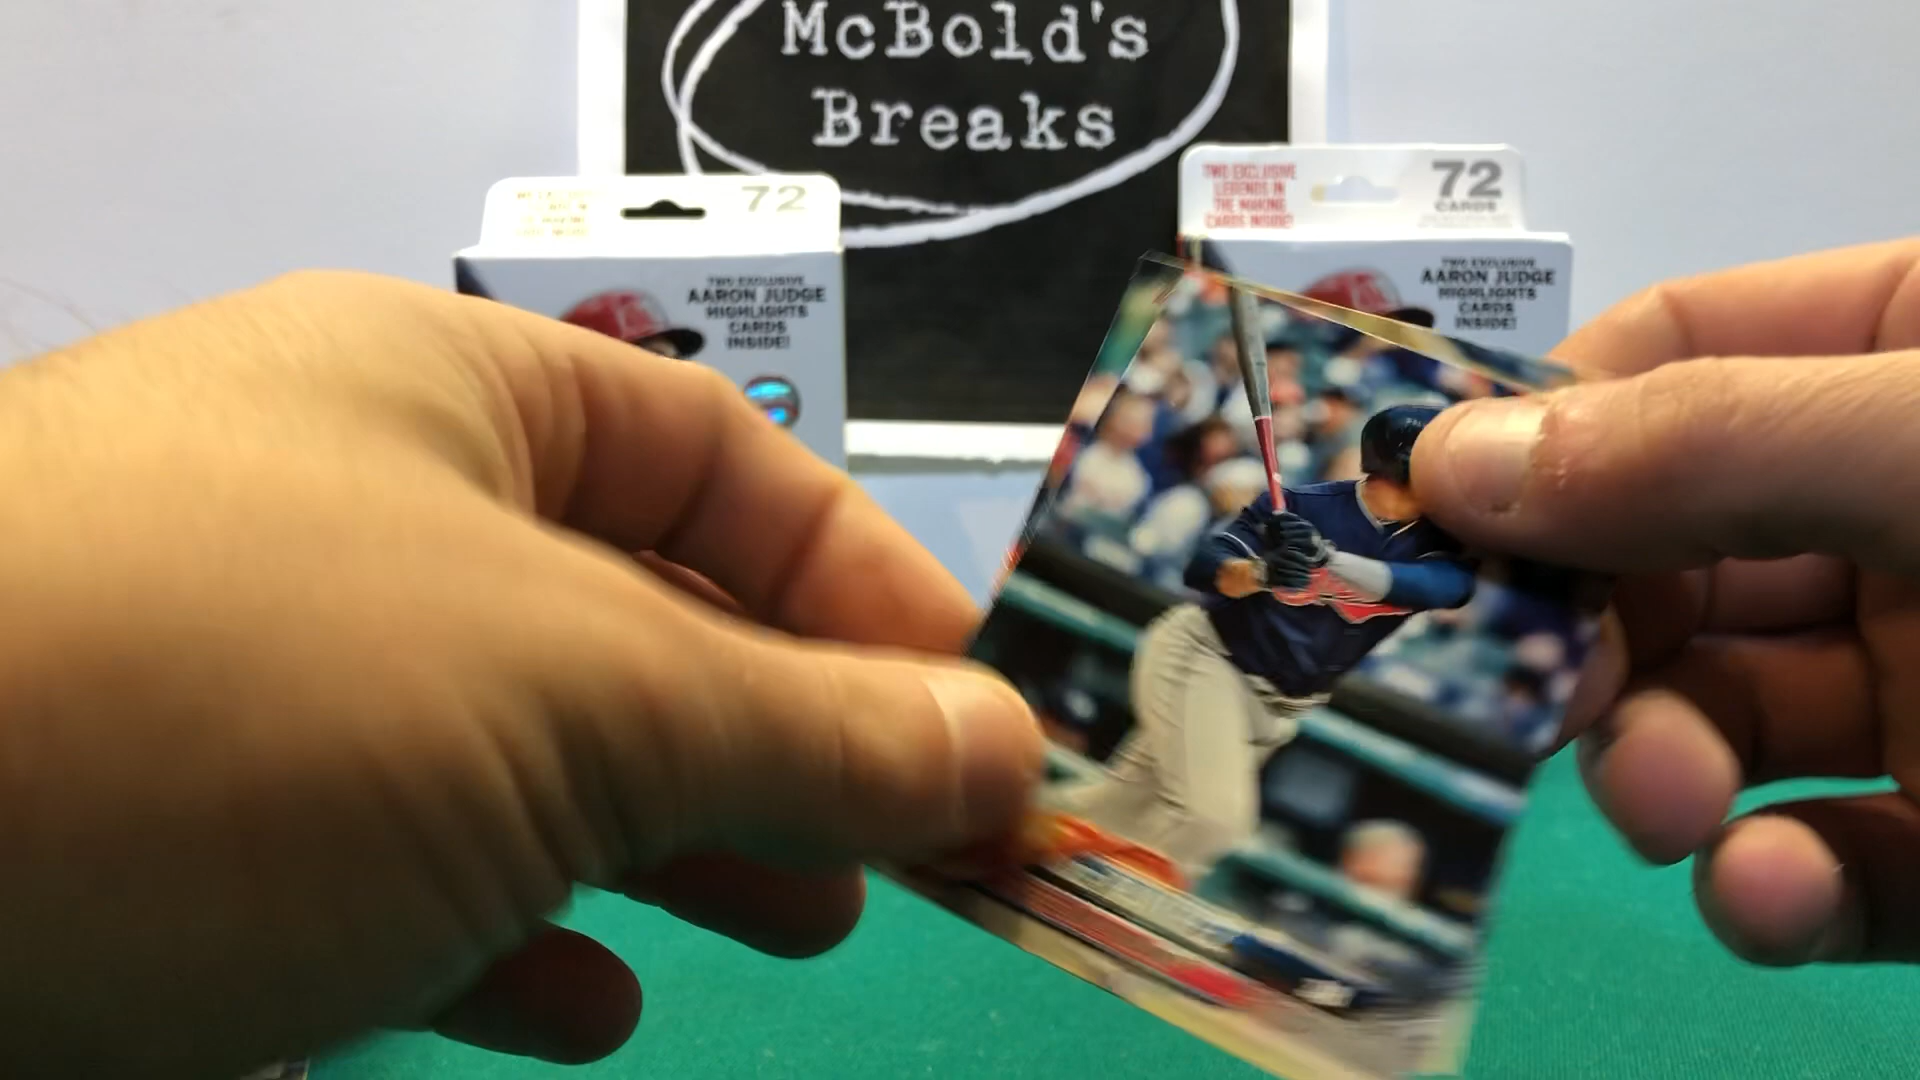 McBold's
Breaks
72
TWO EXCLUSIVE
AARON JUDGE
HIGHLIGHTS
CARDS
INSIDE!
TWO EXCLUSIVE
LEGENDS IN
THE MAKING
CARDS INSIDE!
72
CARDS
TWO EXCLUSIVE
AARON JUDGE
HIGHLIGHTS
CARDS
INSIDE!